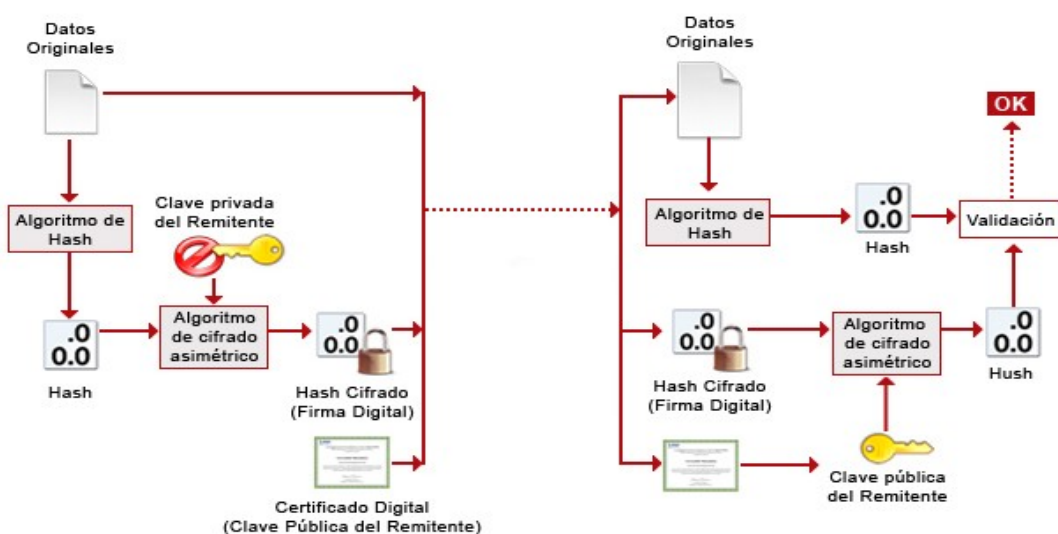 Datos
Originales
Algoritmo de
Hash
Clave privada
del Remitente
.0
0.0
Hash
Algoritmo
de cifrado
asimétrico
.0
0.0
Hash Cifrado
(Firma Digital)
Certificado Digital
(Clave Pública del Remitente)
Datos
Originales
Algoritmo de
Hash
.0
0.0
Hash
OK
Validación
.0
0.0
Hash Cifrado
(Firma Digital)
Algoritmo
de cifrado
asimétrico
.0
0.0
Hush
Clave pública
del Remitente